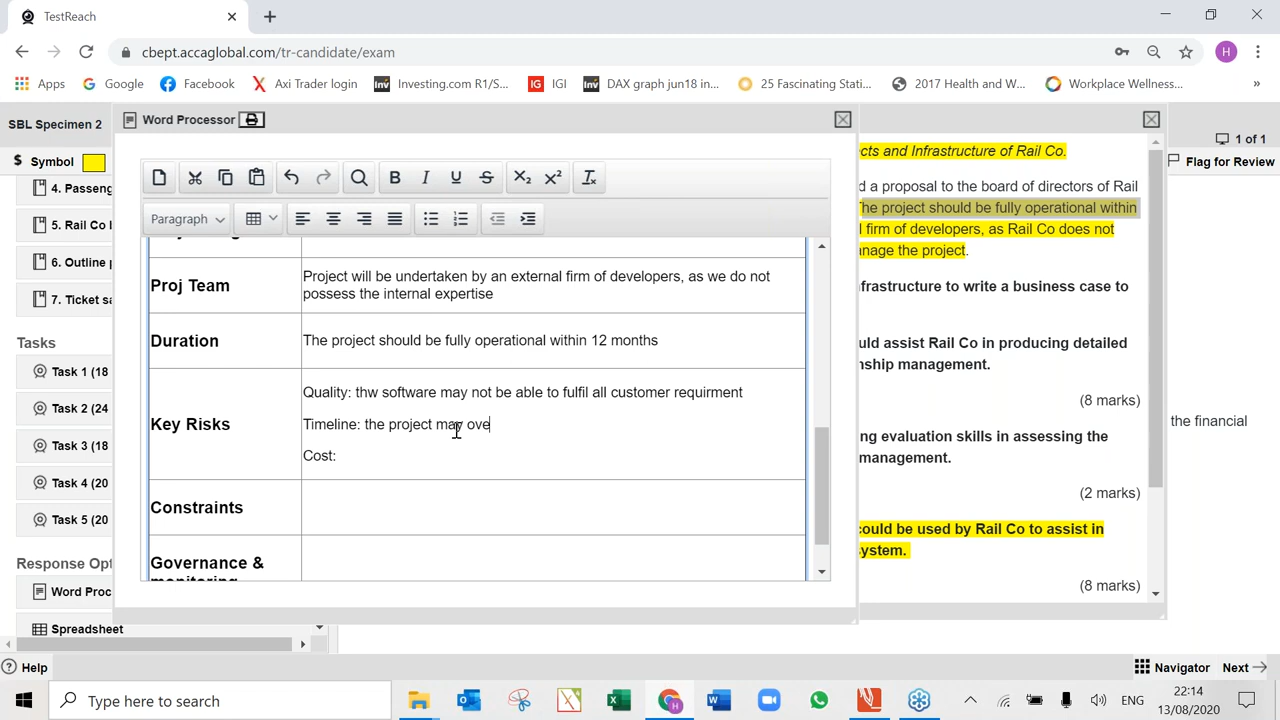 TestReach
cbept.accaglobal.com/tr-candidate/exam
H
Apps
Google
Facebook
Axi Trader login
Investing.com R1/S...
IGI
DAX graph jun18 in...
25 Fascinating Stati...
2017 Health and W...
Workplace Wellness...
»
SBL Specimen 2
Word Processor
1 of 1
$ Symbol
Flag for Review
4. Passeng
5. Rail Co I
6. Outline p
7. Ticket sa
Tasks
Task 1 (18
Task 2 (24
Task 3 (18
Task 4 (20
Task 5 (20
Response Opt
Word Proc
Spreadsheet
Paragraph
Proj Team
Project will be undertaken by an external firm of developers, as we do not
possess the internal expertise
Duration
The project should be fully operational within 12 months
Key Risks
Quality: thw software may not be able to fulfil all customer requirment
Timeline: the project may ove
Cost:
Constraints
Governance &
monitoring
ects and Infrastructure of Rail Co.
d a proposal to the board of directors of Rail
he project should be fully operational within
l firm of developers, as Rail Co does not
anage the project.
frastructure to write a business case to
uld assist Rail Co in producing detailed
nship management.
(8 marks)
ng evaluation skills in assessing the
management.
(2 marks)
could be used by Rail Co to assist in
ystem.
(8 marks)
the financial
Help
Navigator
Next
Type here to search
ENG
22:14
13/08/2020